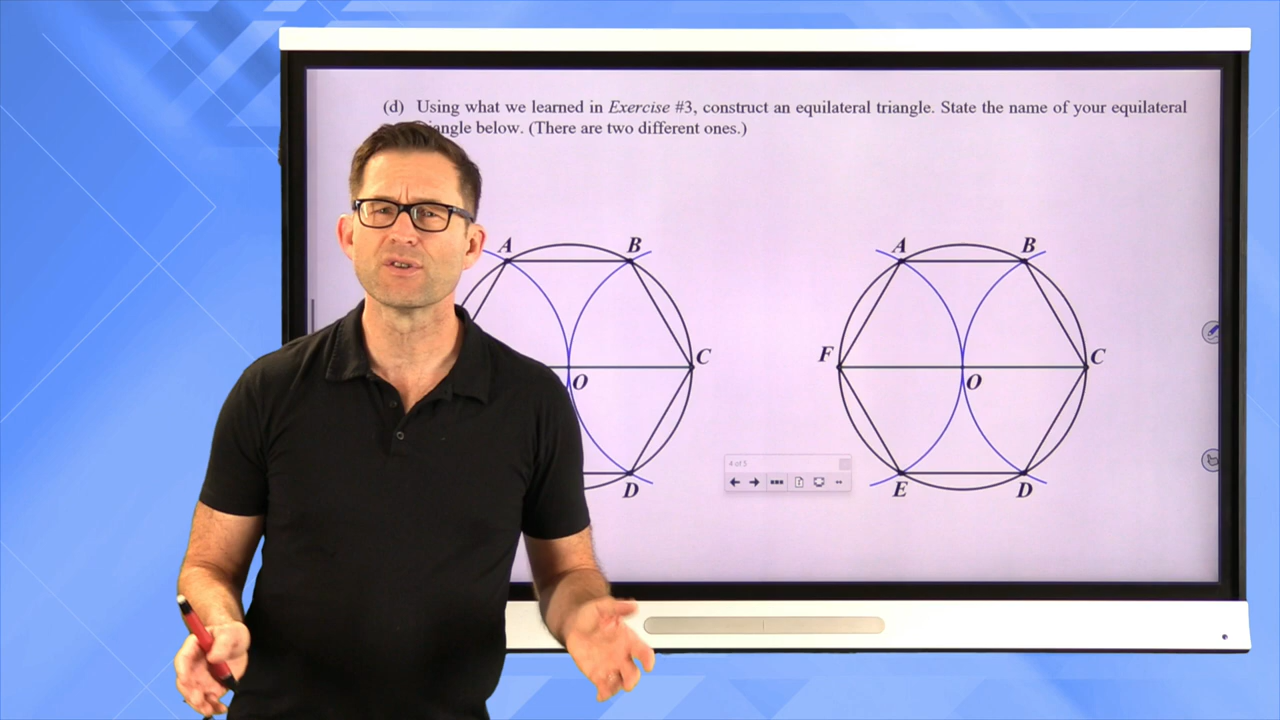 (d) Using what we learned in Exercise #3, construct an equilateral triangle. State the name of your equilateral
below. (There are two different ones.)
A B
C
O
D
A B
F C
O
E D
4 of 5